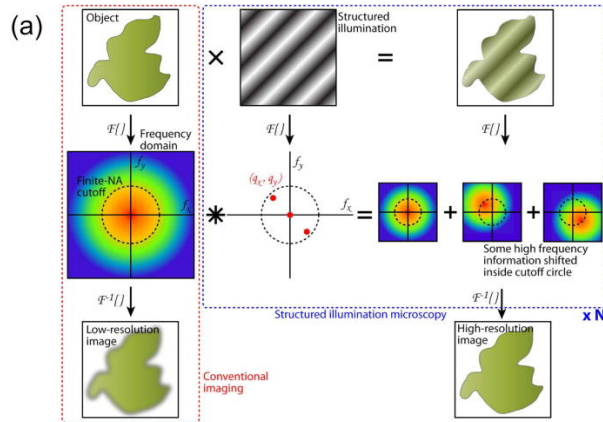 (a)
Object
Structured
illumination
×
=
ℱ{ }
ℱ{ }
ℱ{ }
Frequency
domain
Finite-NA
cutoff
f_y
f_x
*
(q_x, q_y)
f_y
f_x
=
+
+
Some high frequency
information shifted
inside cutoff circle
ℱ⁻¹{ }
ℱ⁻¹{ }
Structured illumination microscopy
x N
Low-resolution
image
High-resolution
image
Conventional
imaging